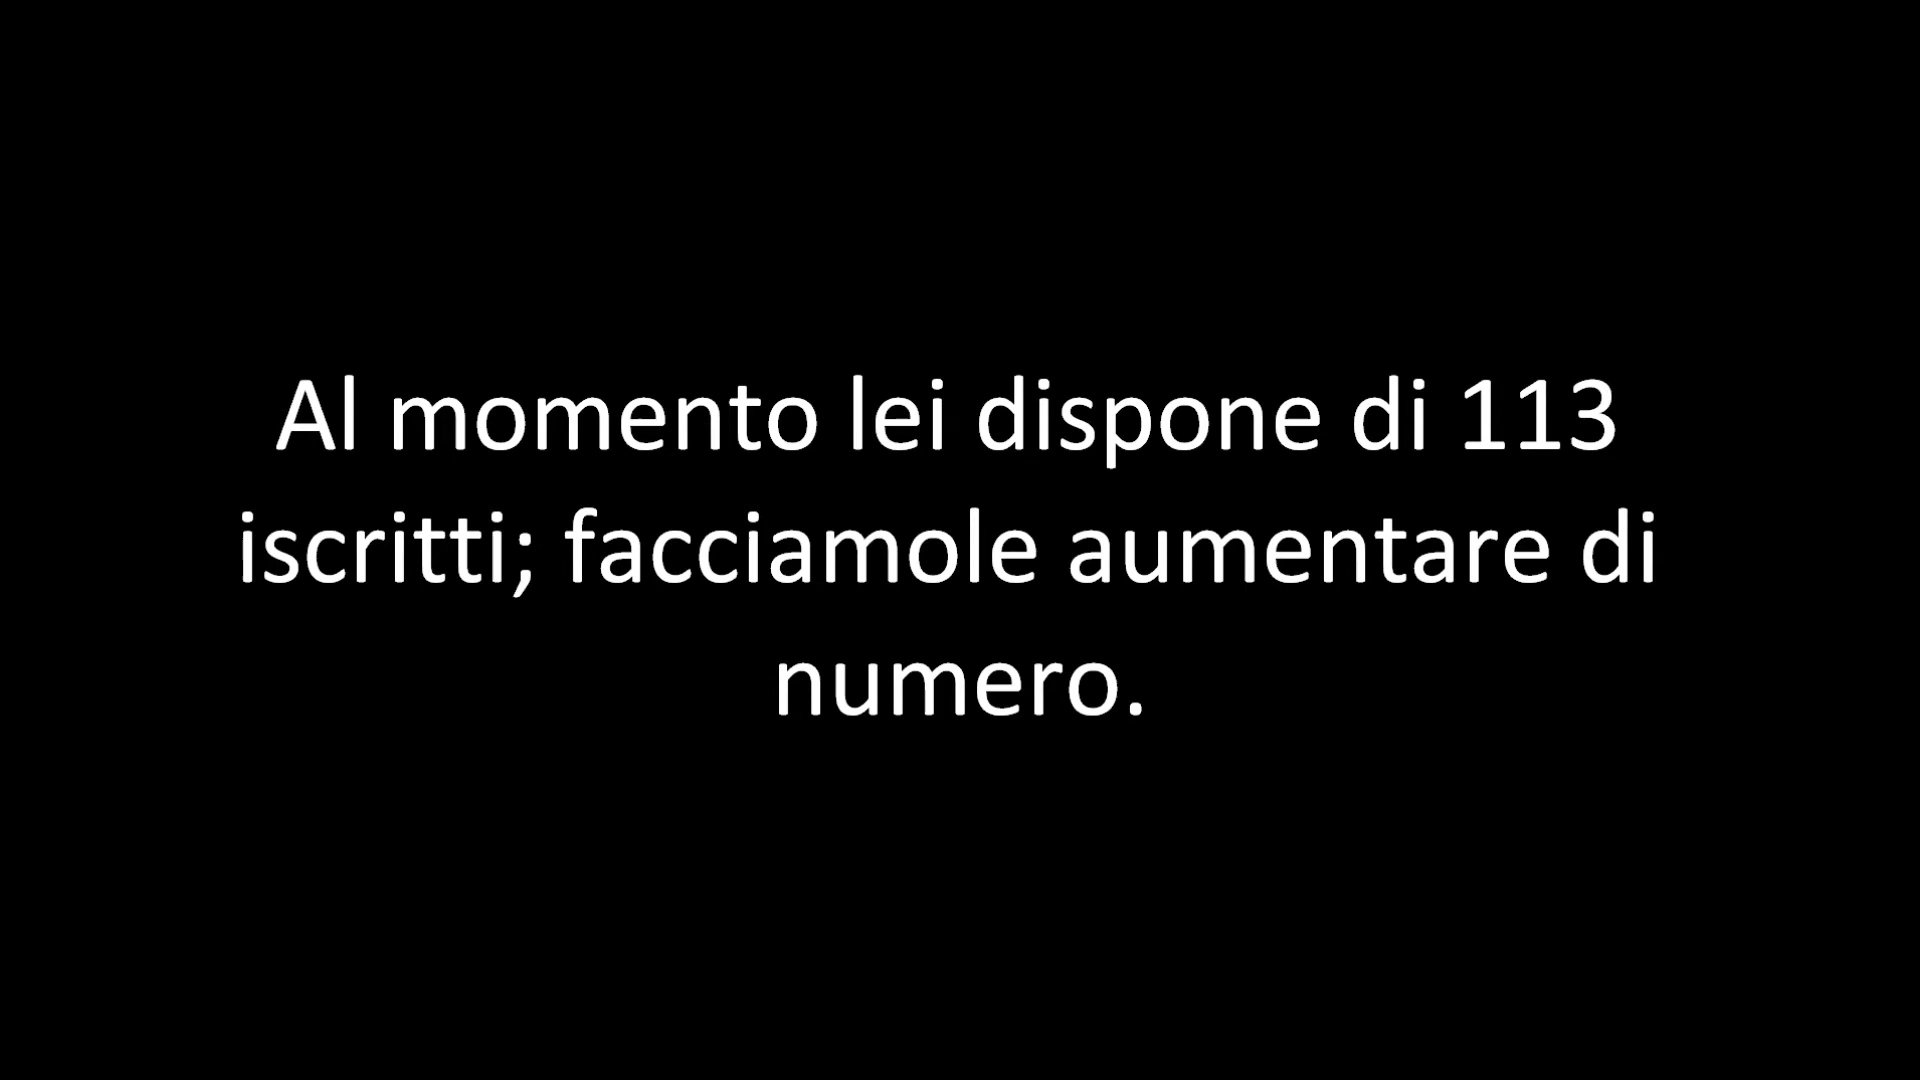 Al momento lei dispone di 113
iscritti; facciamole aumentare di
numero.